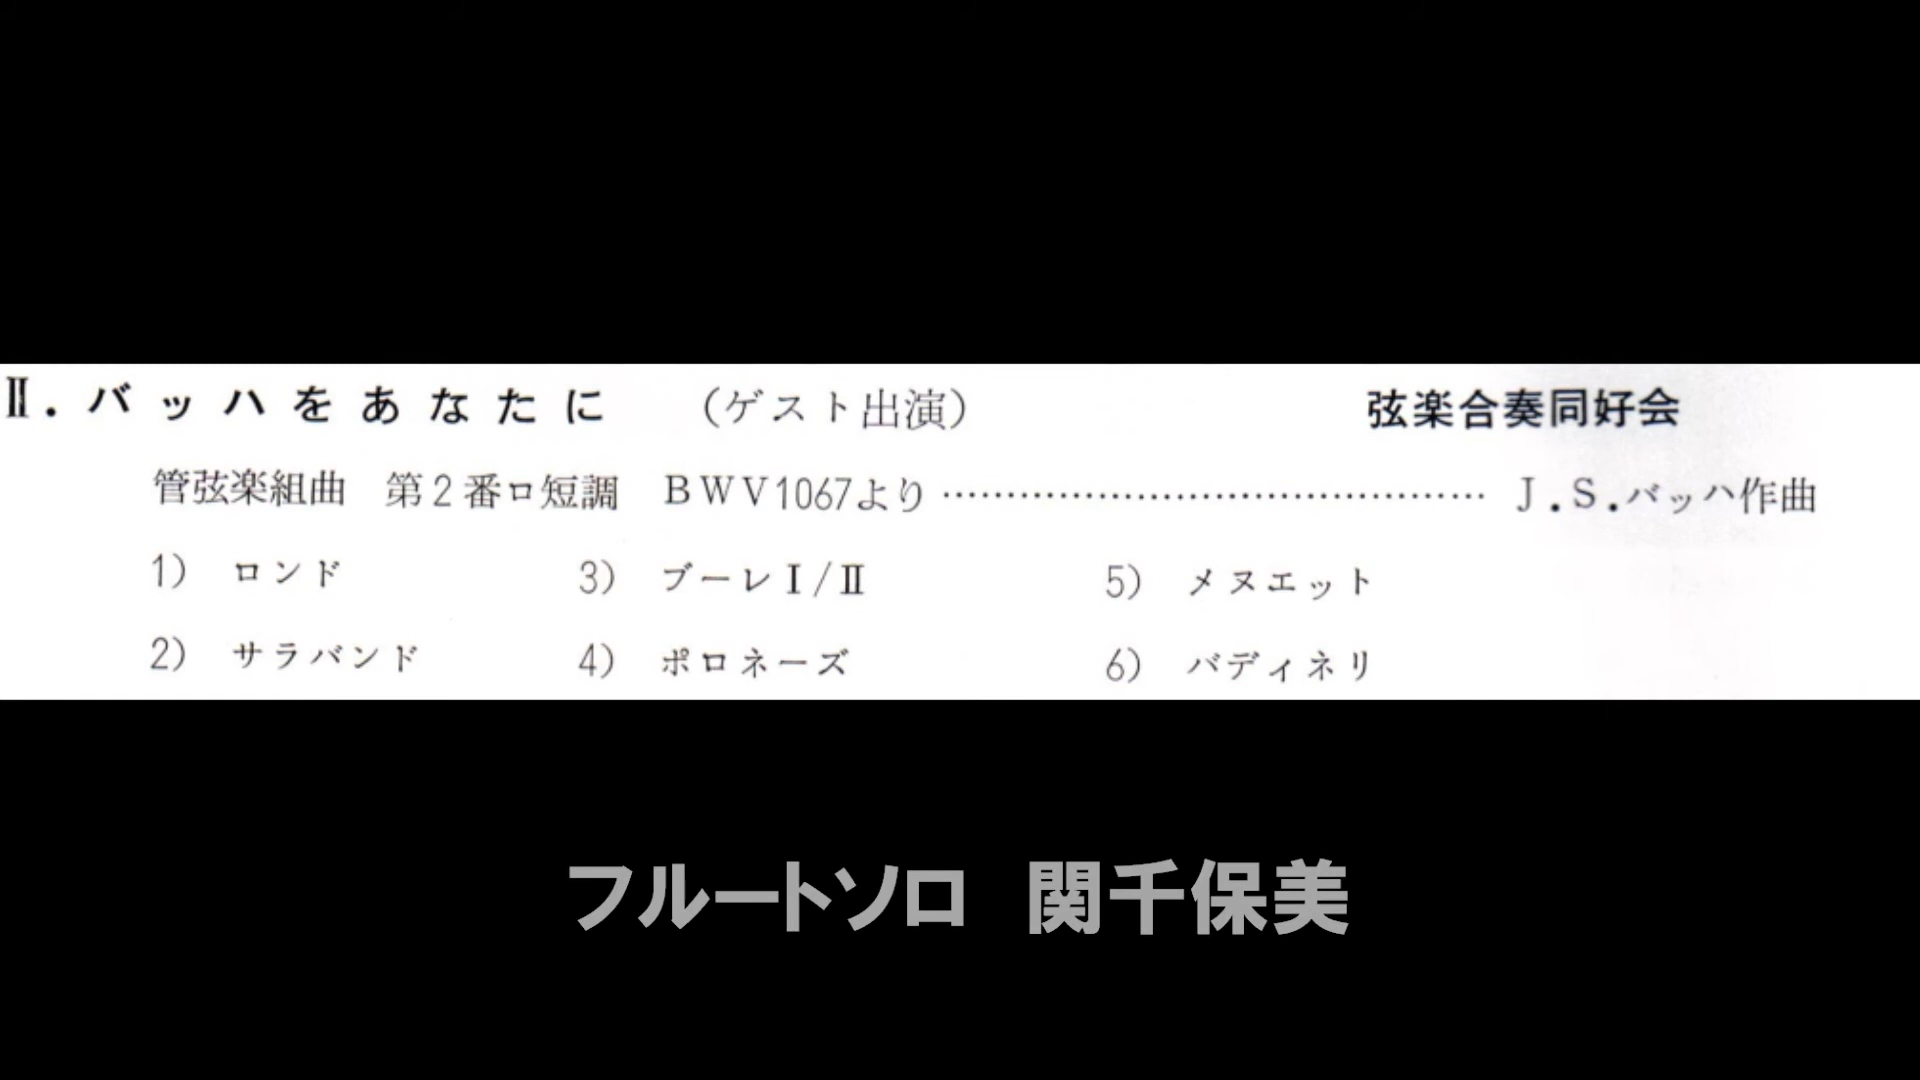 Ⅱ. バッハをあなたに （ゲスト出演） 弦楽合奏同好会
管弦楽組曲 第2番ロ短調 BWV1067より …………………………………… J.S.バッハ作曲
1) ロンド 3) ブーレⅠ/Ⅱ 5) メヌエット
2) サラバンド 4) ポロネーズ 6) バディネリ
フルートソロ 関千保美